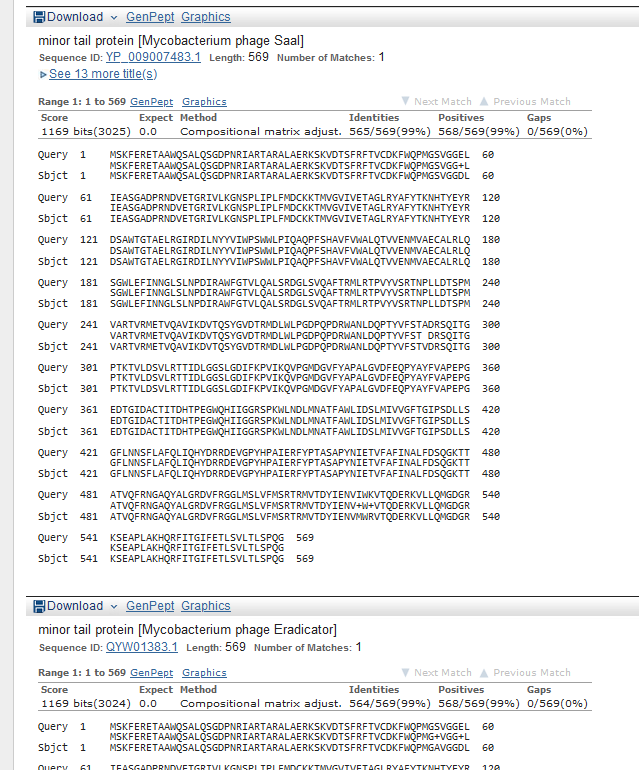 Download GenPept Graphics
minor tail protein [Mycobacterium phage Saal]
Sequence ID: YP_009007483.1 Length: 569 Number of Matches: 1
See 13 more title(s)
Range 1: 1 to 569 GenPept Graphics Next Match Previous Match
Score Expect Method Identities Positives Gaps
1169 bits(3025) 0.0 Compositional matrix adjust. 565/569(99%) 568/569(99%) 0/569(0%)
Query 1 MSKFERETAAWQSALQSGDPNRIARTARALAERKSKVDTSFRFTVCDKFWQPMGSVGGEL 60
MSKFERETAAWQSALQSGDPNRIARTARALAERKSKVDTSFRFTVCDKFWQPMGSVGG+L
Sbjct 1 MSKFERETAAWQSALQSGDPNRIARTARALAERKSKVDTSFRFTVCDKFWQPMGSVGGDL 60
Query 61 IEASGADPRNDVETGRIVLKGNSPLIPLFMDCKKTMVGVIVETAGLRYAFYTKNHTYEYR 120
IEASGADPRNDVETGRIVLKGNSPLIPLFMDCKKTMVGVIVETAGLRYAFYTKNHTYEYR
Sbjct 61 IEASGADPRNDVETGRIVLKGNSPLIPLFMDCKKTMVGVIVETAGLRYAFYTKNHTYEYR 120
Query 121 DSAWTGTAELRGIRDILNYYVIWPSWWLPIQAQPFSHAVFVWALQTVVENMVAECALRLQ 180
DSAWTGTAELRGIRDILNYYVIWPSWWLPIQAQPFSHAVFVWALQTVVENMVAECALRLQ
Sbjct 121 DSAWTGTAELRGIRDILNYYVIWPSWWLPIQAQPFSHAVFVWALQTVVENMVAECALRLQ 180
Query 181 SGWLEFINNGLSLNPDIRAWFGTVLQALSRDGLSVQAFTRMLRTPVYVSRTNPLLDTSPM 240
SGWLEFINNGLSLNPDIRAWFGTVLQALSRDGLSVQAFTRMLRTPVYVSRTNPLLDTSPM
Sbjct 181 SGWLEFINNGLSLNPDIRAWFGTVLQALSRDGLSVQAFTRMLRTPVYVSRTNPLLDTSPM 240
Query 241 VARTVRMETVQAVIKDVTQSYGVDTRMDLWLPGDPQPDRWANLDQPTYVFSTADRSQITG 300
VARTVRMETVQAVIKDVTQSYGVDTRMDLWLPGDPQPDRWANLDQPTYVFST DRSQITG
Sbjct 241 VARTVRMETVQAVIKDVTQSYGVDTRMDLWLPGDPQPDRWANLDQPTYVFSTVDRSQITG 300
Query 301 PTKTVLDSVLRTTIDLGGSLGDIFKPVIKQVPGMDGVFYAPALGVDFEQPYAYFVAPEPG 360
PTKTVLDSVLRTTIDLGGSLGDIFKPVIKQVPGMDGVFYAPALGVDFEQPYAYFVAPEPG
Sbjct 301 PTKTVLDSVLRTTIDLGGSLGDIFKPVIKQVPGMDGVFYAPALGVDFEQPYAYFVAPEPG 360
Query 361 EDTGIDACTITDHTPEGWQHIIGGRSPKWLNDLMNATFAWLIDSLMIVVGFTGIPSDLLS 420
EDTGIDACTITDHTPEGWQHIIGGRSPKWLNDLMNATFAWLIDSLMIVVGFTGIPSDLLS
Sbjct 361 EDTGIDACTITDHTPEGWQHIIGGRSPKWLNDLMNATFAWLIDSLMIVVGFTGIPSDLLS 420
Query 421 GFLNNSFLAFQLIQHYDRRDEVGPYHPAIERFYPTASAPYNIETVFAFINALFDSQGKTT 480
GFLNNSFLAFQLIQHYDRRDEVGPYHPAIERFYPTASAPYNIETVFAFINALFDSQGKTT
Sbjct 421 GFLNNSFLAFQLIQHYDRRDEVGPYHPAIERFYPTASAPYNIETVFAFINALFDSQGKTT 480
Query 481 ATVQFRNGAQYALGRDVFRGGLMSLVFMSRTRMVTDYIENVIWKVTQDERKVLLQMGDGR 540
ATVQFRNGAQYALGRDVFRGGLMSLVFMSRTRMVTDYIENV+W+VTQDERKVLLQMGDGR
Sbjct 481 ATVQFRNGAQYALGRDVFRGGLMSLVFMSRTRMVTDYIENVMWRVTQDERKVLLQMGDGR 540
Query 541 KSEAPLAKHQRFITGIFETLSVLTLSPQG 569
KSEAPLAKHQRFITGIFETLSVLTLSPQG
Sbjct 541 KSEAPLAKHQRFITGIFETLSVLTLSPQG 569
Download GenPept Graphics
minor tail protein [Mycobacterium phage Eradicator]
Sequence ID: QYW01383.1 Length: 569 Number of Matches: 1
Range 1: 1 to 569 GenPept Graphics Next Match Previous Match
Score Expect Method Identities Positives Gaps
1169 bits(3024) 0.0 Compositional matrix adjust. 564/569(99%) 568/569(99%) 0/569(0%)
Query 1 MSKFERETAAWQSALQSGDPNRIARTARALAERKSKVDTSFRFTVCDKFWQPMGSVGGEL 60
MSKFERETAAWQSALQSGDPNRIARTARALAERKSKVDTSFRFTVCDKFWQPMG+VGG+L
Sbjct 1 MSKFERETAAWQSALQSGDPNRIARTARALAERKSKVDTSFRFTVCDKFWQPMGAVGGDL 60
Query 61 IEASGADPRNDVETGRIVLKGNSPLIPLFMDCKKTMVGVIVETAGLRYAFYTKNHTYEYR 120